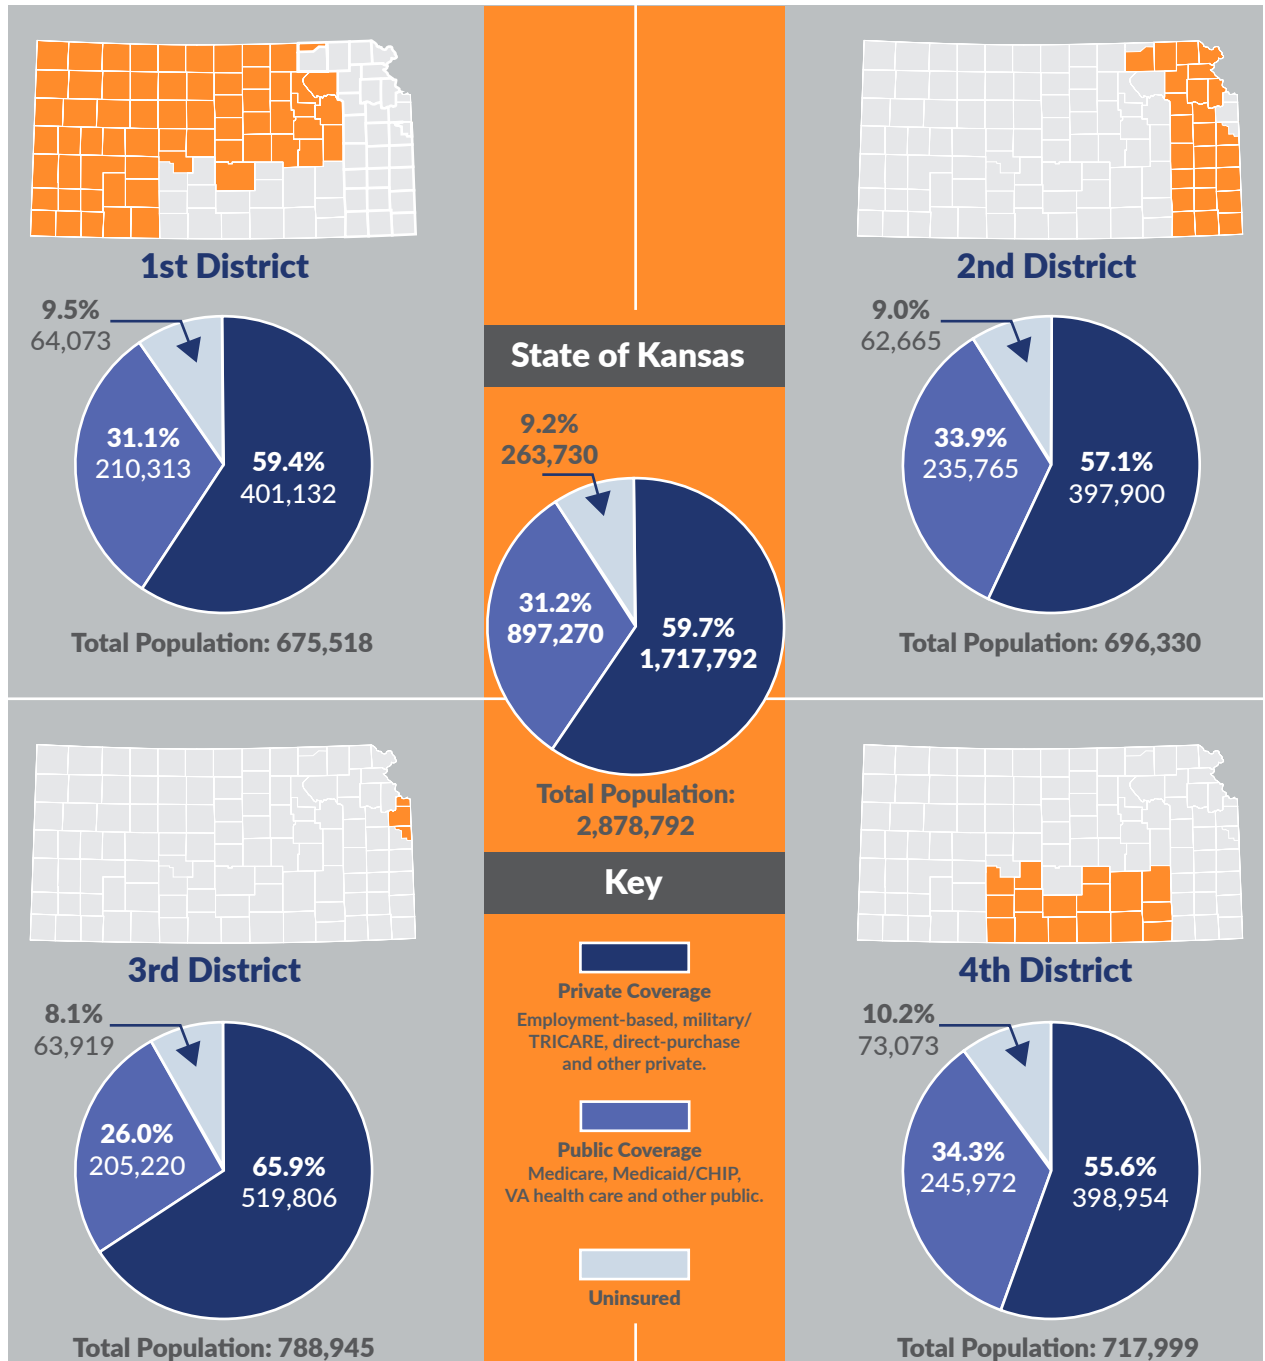 1st District
9.5%
64,073
31.1%
210,313
59.4%
401,132
Total Population: 675,518
State of Kansas
9.2%
263,730
31.2%
897,270
59.7%
1,717,792
Total Population:
2,878,792
2nd District
9.0%
62,665
33.9%
235,765
57.1%
397,900
Total Population: 696,330
3rd District
8.1%
63,919
26.0%
205,220
65.9%
519,806
Total Population: 788,945
Key
Private Coverage
Employment-based, military/
TRICARE, direct-purchase
and other private.
Public Coverage
Medicare, Medicaid/CHIP,
VA health care and other public.
Uninsured
4th District
10.2%
73,073
34.3%
245,972
55.6%
398,954
Total Population: 717,999